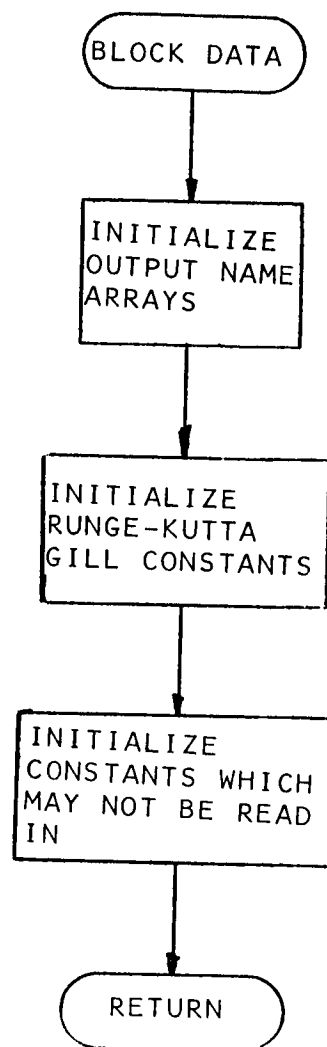 BLOCK DATA
INITIALIZE
OUTPUT NAME
ARRAYS
INITIALIZE
RUNGE-KUTTA
GILL CONSTANTS
INITIALIZE
CONSTANTS WHICH
MAY NOT BE READ
IN
RETURN